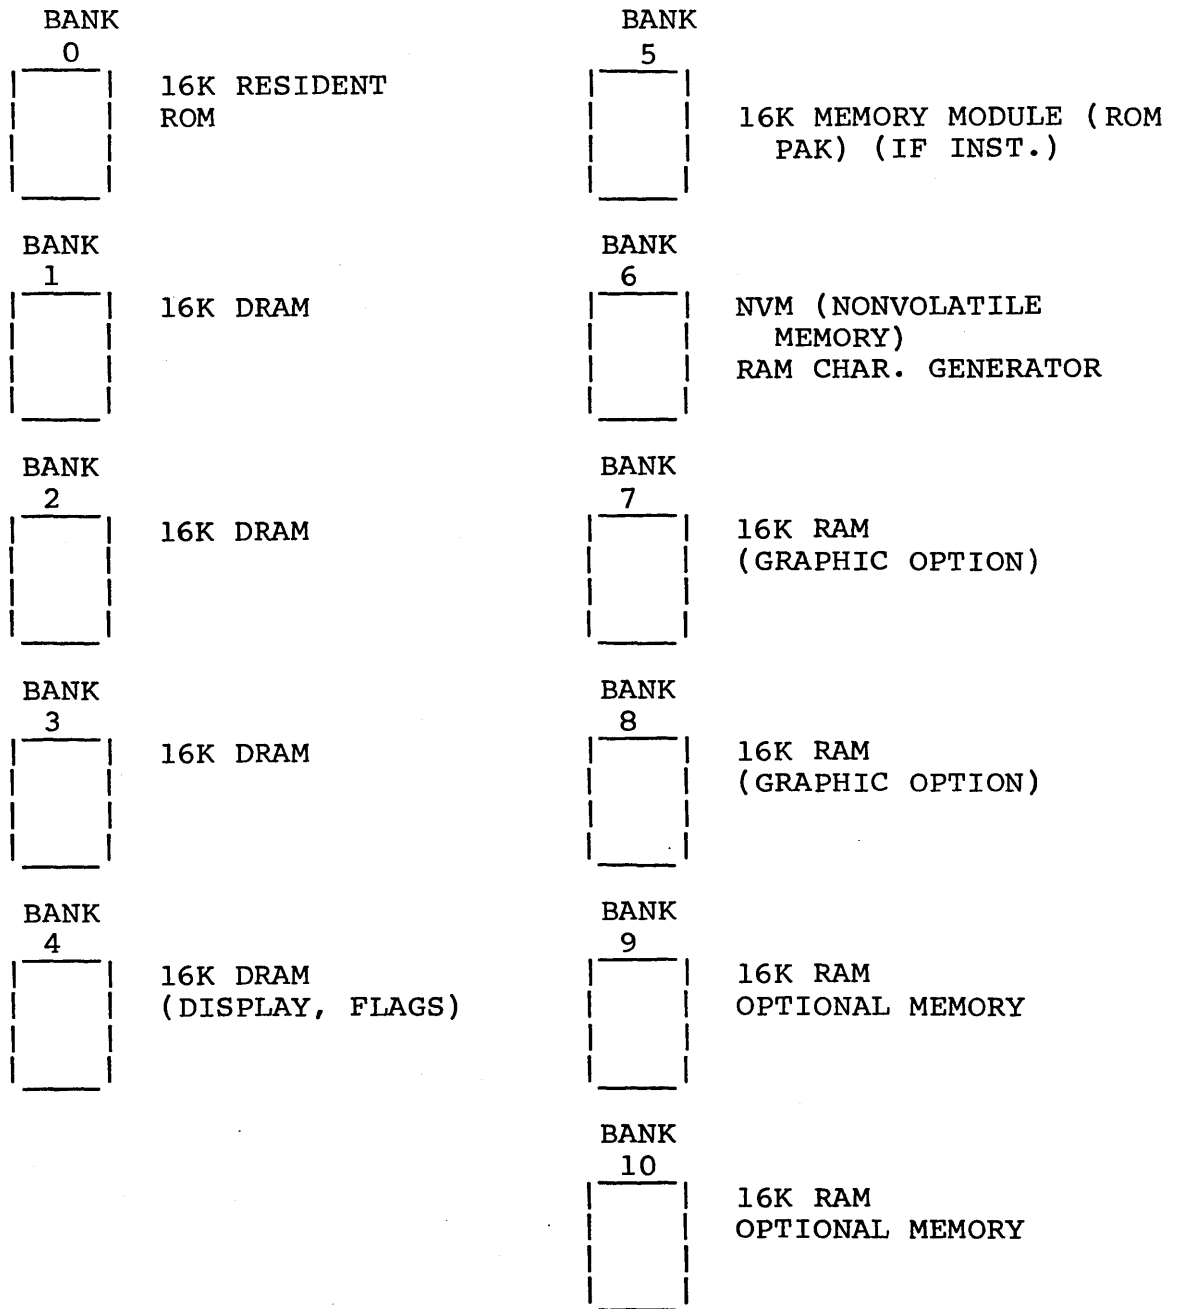 BANK
0
16K RESIDENT
ROM
BANK
1
16K DRAM
BANK
2
16K DRAM
BANK
3
16K DRAM
BANK
4
16K DRAM
(DISPLAY, FLAGS)
BANK
5
16K MEMORY MODULE (ROM
PAK) (IF INST.)
BANK
6
NVM (NONVOLATILE
MEMORY)
RAM CHAR. GENERATOR
BANK
7
16K RAM
(GRAPHIC OPTION)
BANK
8
16K RAM
(GRAPHIC OPTION)
BANK
9
16K RAM
OPTIONAL MEMORY
BANK
10
16K RAM
OPTIONAL MEMORY